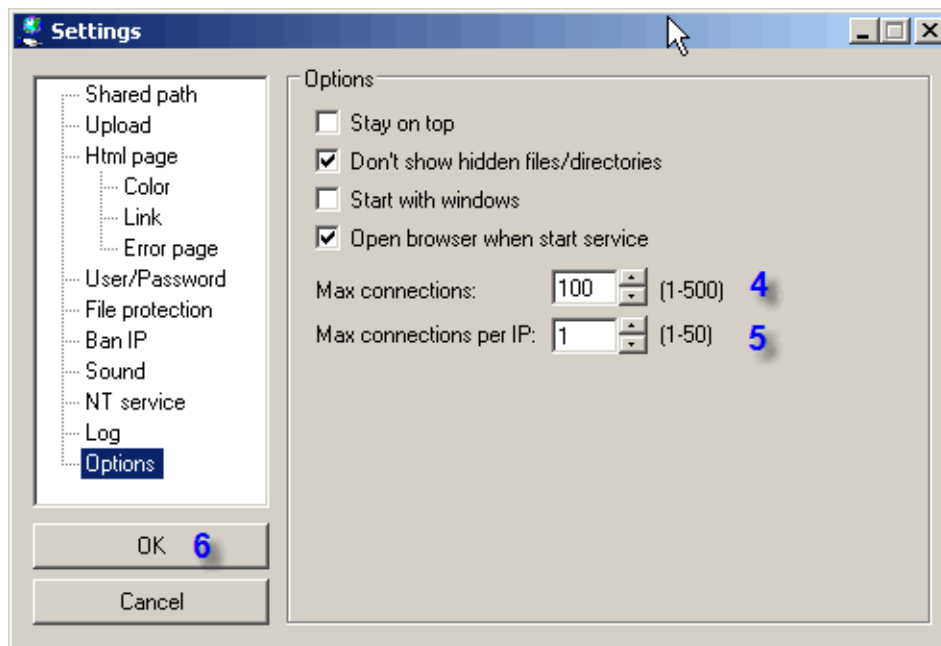 Settings
Shared path
Upload
Html page
Color
Link
Error page
User/Password
File protection
Ban IP
Sound
NT service
Log
Options
OK 6
Cancel
Options
Stay on top
Don't show hidden files/directories
Start with windows
Open browser when start service
Max connections: 100 (1-500) 4
Max connections per IP: 1 (1-50) 5